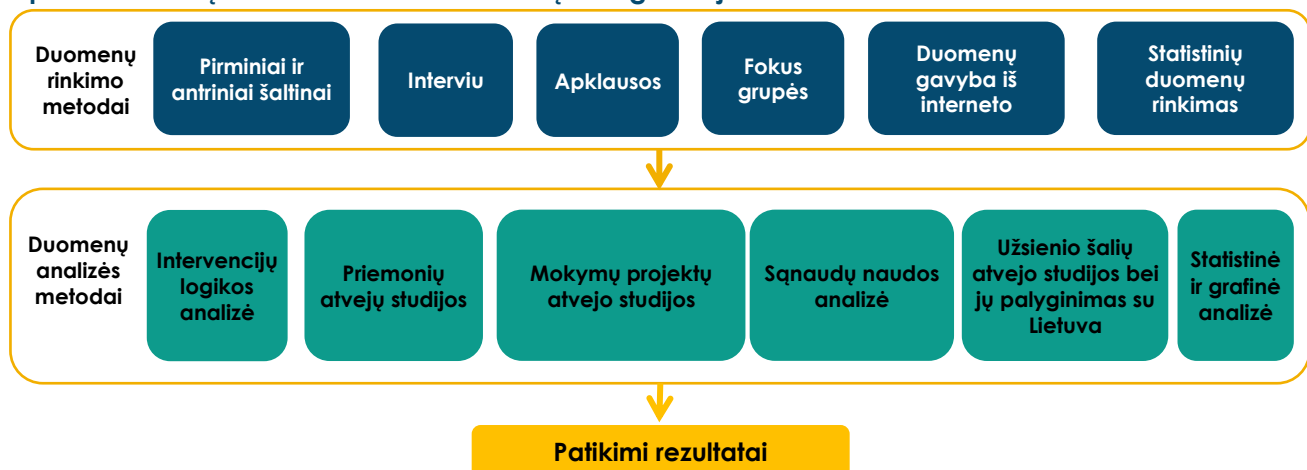 Duomenų
rinkimo
metodai
Pirminiai ir
antriniai šaltinai
Interviu
Apklausos
Fokus
grupės
Duomenų
gavyba iš
interneto
Statistinių
duomenų
rinkimas
Duomenų
analizės
metodai
Intervencijų
logikos
analizė
Priemonių
atvejų studijos
Mokymų projektų
atvejo studijos
Sąnaudų naudos
analizė
Užsienio šalių
atvejo studijos bei
jų palyginimas su
Lietuva
Statistinė
ir grafinė
analizė
Patikimi rezultatai